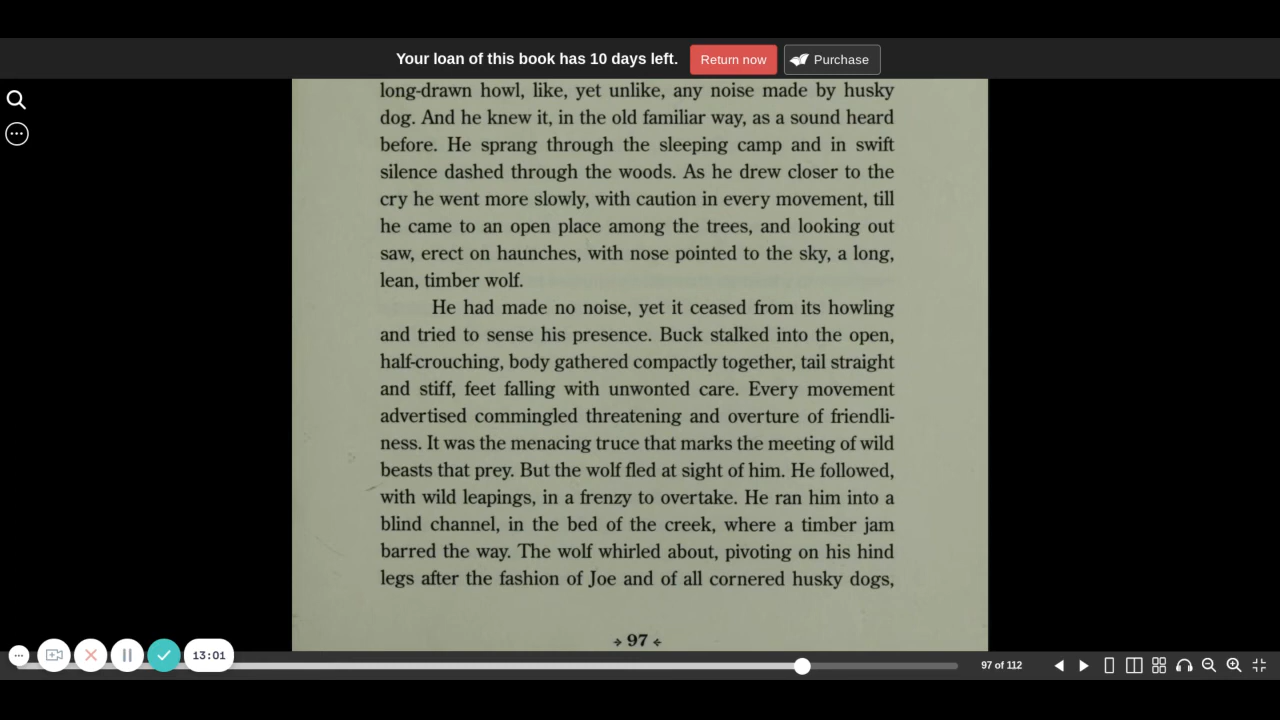 Your loan of this book has 10 days left. Return now Purchase
long-drawn howl, like, yet unlike, any noise made by husky
dog. And he knew it, in the old familiar way, as a sound heard
before. He sprang through the sleeping camp and in swift
silence dashed through the woods. As he drew closer to the
cry he went more slowly, with caution in every movement, till
he came to an open place among the trees, and looking out
saw, erect on haunches, with nose pointed to the sky, a long,
lean, timber wolf.
He had made no noise, yet it ceased from its howling
and tried to sense his presence. Buck stalked into the open,
half-crouching, body gathered compactly together, tail straight
and stiff, feet falling with unwonted care. Every movement
advertised commingled threatening and overture of friendli-
ness. It was the menacing truce that marks the meeting of wild
beasts that prey. But the wolf fled at sight of him. He followed,
with wild leapings, in a frenzy to overtake. He ran him into a
blind channel, in the bed of the creek, where a timber jam
barred the way. The wolf whirled about, pivoting on his hind
legs after the fashion of Joe and of all cornered husky dogs,
97
13:01
97 of 112